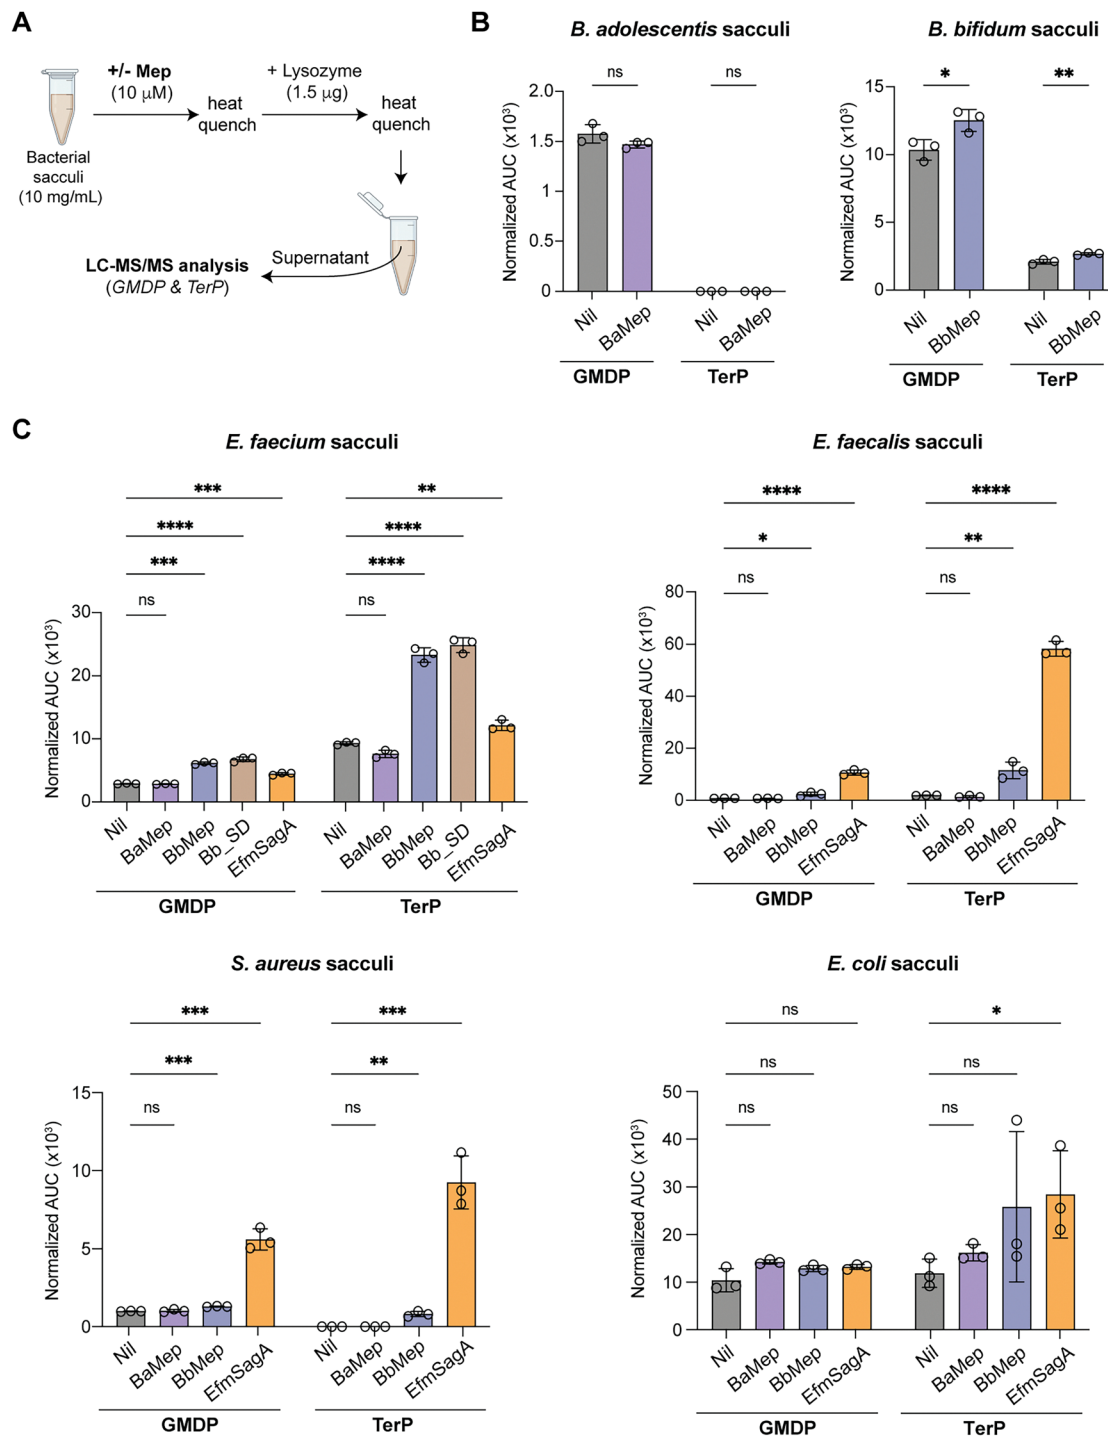 A
+/- Mep
(10 μM)
+ Lysozyme
(1.5 μg)
heat
quench
heat
quench
Bacterial
sacculi
(10 mg/mL)
Supernatant
LC-MS/MS analysis
(GMDP & TerP)
B
B. adolescentis sacculi
ns
ns
Normalized AUC (x10³)
2.0
1.5
1
0.5
0
Nil
BaMep
Nil
BaMep
GMDP
TerP
B. bifidum sacculi
*
**
Normalized AUC (x10³)
15
10
5
0
Nil
BbMep
Nil
BbMep
GMDP
TerP
C
E. faecium sacculi
***
**
****
****
***
****
ns
ns
Normalized AUC (x10³)
30
20
10
0
Nil
BaMep
BbMep
Bb_SD
EfmSagA
Nil
BaMep
BbMep
Bb_SD
EfmSagA
GMDP
TerP
E. faecalis sacculi
****
****
*
**
ns
ns
Normalized AUC (x10³)
80
60
40
20
0
Nil
BaMep
BbMep
EfmSagA
Nil
BaMep
BbMep
EfmSagA
GMDP
TerP
S. aureus sacculi
***
***
***
**
ns
ns
Normalized AUC (x10³)
15
10
5
0
Nil
BaMep
BbMep
EfmSagA
Nil
BaMep
BbMep
EfmSagA
GMDP
TerP
E. coli sacculi
ns
*
ns
ns
ns
ns
Normalized AUC (x10³)
50
40
30
20
10
0
Nil
BaMep
BbMep
EfmSagA
Nil
BaMep
BbMep
EfmSagA
GMDP
TerP